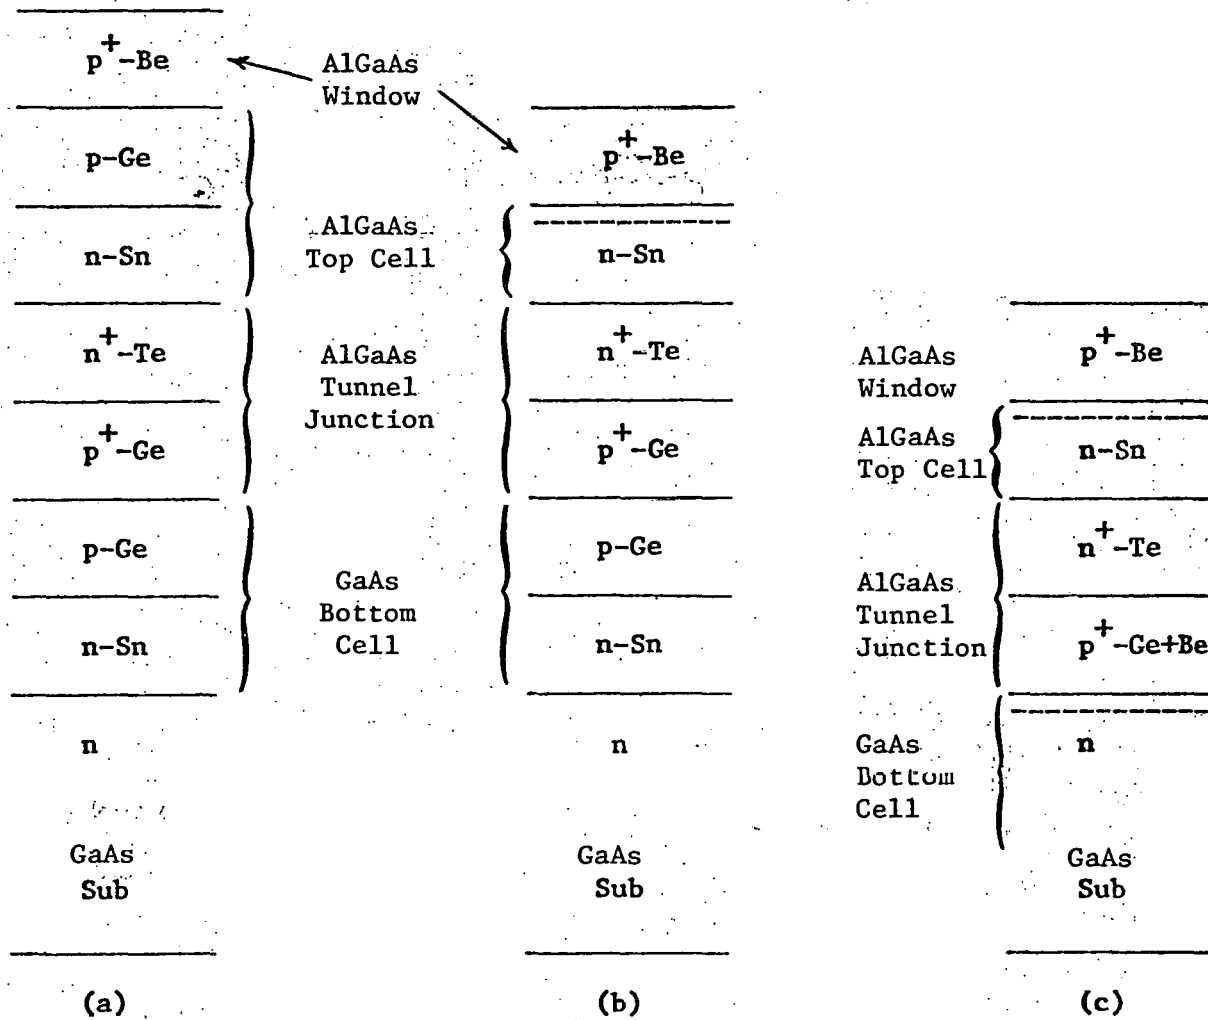 p+-Be
p-Ge
n-Sn
n+-Te
p+-Ge
p-Ge
n-Sn
n
GaAs
Sub
(a)
AlGaAs
Window
AlGaAs
Top Cell
AlGaAs
Tunnel
Junction
GaAs
Bottom
Cell
p+-Be
n-Sn
n+-Te
p+-Ge
p-Ge
n-Sn
n
GaAs
Sub
(b)
AlGaAs
Window
AlGaAs
Top Cell
AlGaAs
Tunnel
Junction
GaAs
Bottom
Cell
p+-Be
n-Sn
n+-Te
p+-Ge+Be
n
GaAs
Sub
(c)